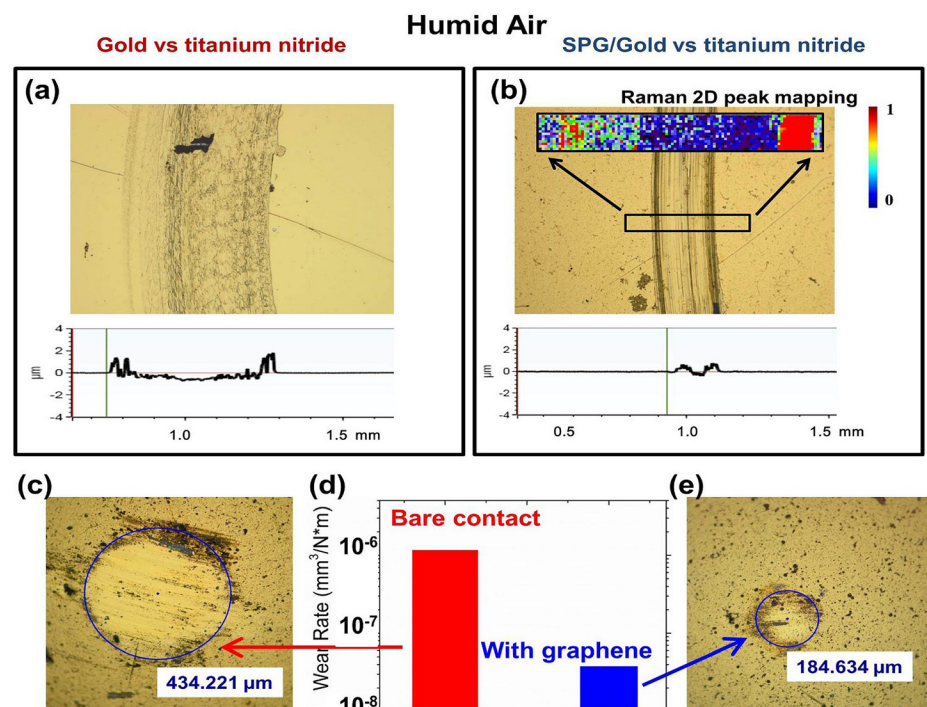 Humid Air
Gold vs titanium nitride
SPG/Gold vs titanium nitride
(a)
(b)
Raman 2D peak mapping
1
0
4
2
0
-2
-4
µm
1.0
1.5 mm
4
2
0
-2
-4
µm
0.5
1.0
1.5 mm
(c)
(d)
(e)
Bare contact
10⁻⁶
10⁻⁷
10⁻⁸
Wear Rate (mm³/N*m)
With graphene
434.221 µm
184.634 µm